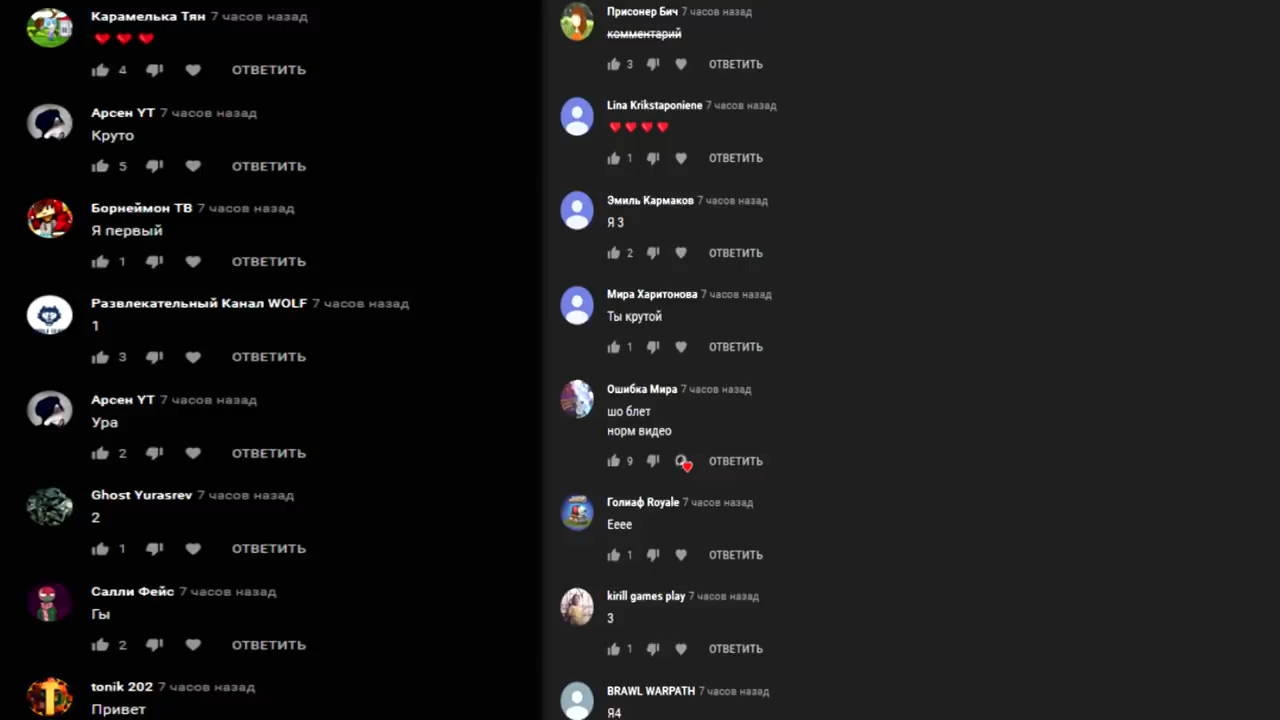 Карамелька Тян 7 часов назад
❤ ❤ ❤
4 ОТВЕТИТЬ
Арсен YT 7 часов назад
Круто
5 ОТВЕТИТЬ
Борнеймон ТВ 7 часов назад
Я первый
1 ОТВЕТИТЬ
Развлекательный Канал WOLF 7 часов назад
1
3 ОТВЕТИТЬ
Арсен YT 7 часов назад
Ура
2 ОТВЕТИТЬ
Ghost Yurasrev 7 часов назад
2
1 ОТВЕТИТЬ
Салли Фейс 7 часов назад
Гы
2 ОТВЕТИТЬ
tonik 202 7 часов назад
Привет
Присонер Бич 7 часов назад
комментарий
3 ОТВЕТИТЬ
Lina Krikstaponiene 7 часов назад
❤ ❤ ❤ ❤
1 ОТВЕТИТЬ
Эмиль Кармаков 7 часов назад
Я 3
2 ОТВЕТИТЬ
Мира Харитонова 7 часов назад
Ты крутой
1 ОТВЕТИТЬ
Ошибка Мира 7 часов назад
шо блет
норм видео
9 ОТВЕТИТЬ
Голиаф Royale 7 часов назад
Ееее
1 ОТВЕТИТЬ
kirill games play 7 часов назад
3
1 ОТВЕТИТЬ
BRAWL WARPATH 7 часов назад
Я4